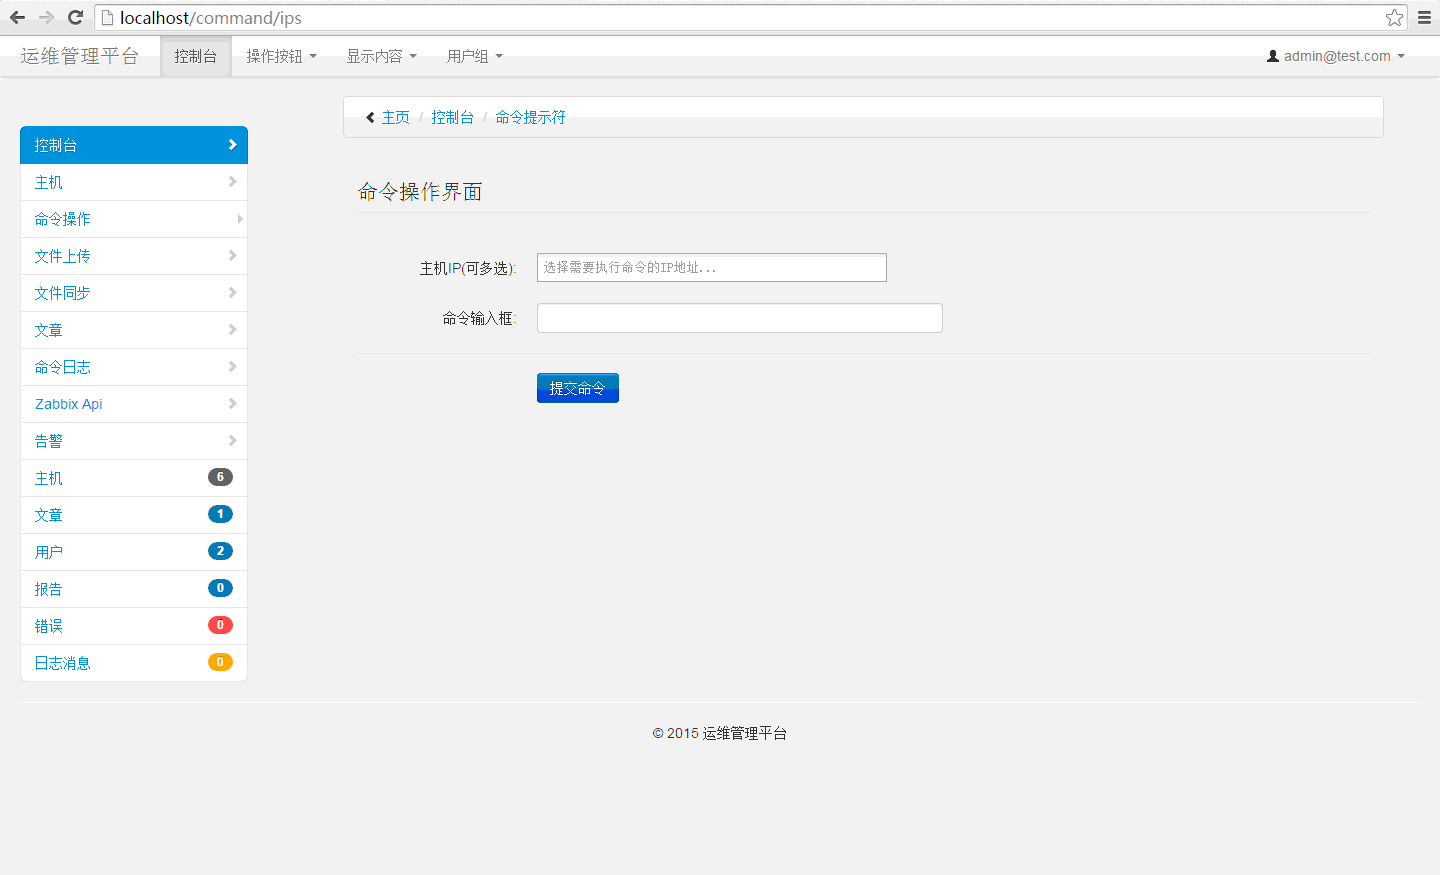 localhost/command/ips
运维管理平台 控制台 操作按钮 显示内容 用户组 admin@test.com
主页 / 控制台 / 命令提示符
控制台
主机
命令操作
文件上传
文件同步
文章
命令日志
Zabbix Api
告警
主机 6
文章 1
用户 2
报告 0
错误 0
日志消息 0
命令操作界面
主机IP(可多选): 选择需要执行命令的IP地址...
命令输入框:
提交命令
© 2015 运维管理平台